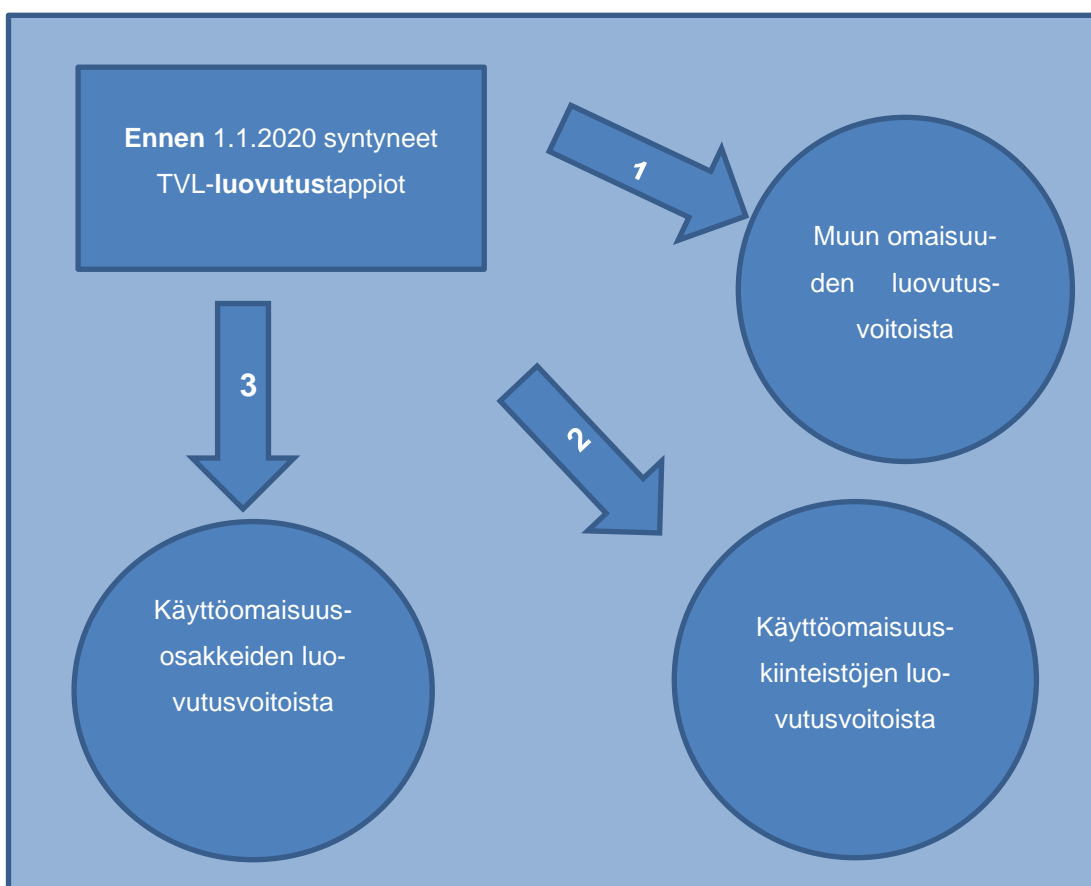 Ennen 1.1.2020 syntyneet
TVL-luovutustappiot
1
Muun omaisuu-
den luovutus-
voitoista
3
2
Käyttöomaisuus-
osakkeiden luo-
vutusvoitoista
Käyttöomaisuus-
kiinteistöjen luo-
vutusvoitoista